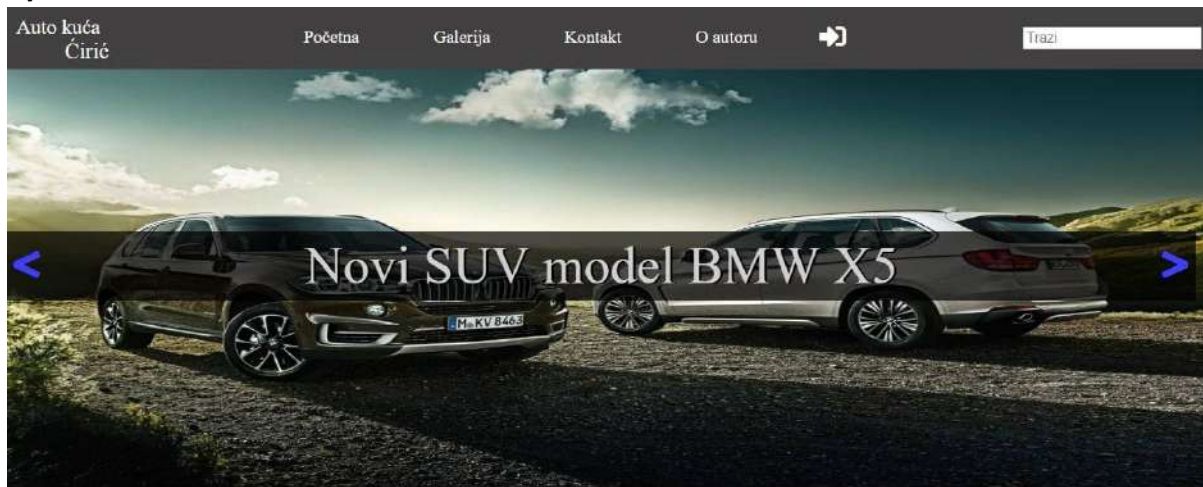 Auto kuća
Ćirić
Početna
Galerija
Kontakt
O autoru
Trazi
< Novi SUV model BMW X5 >
M KV 8463